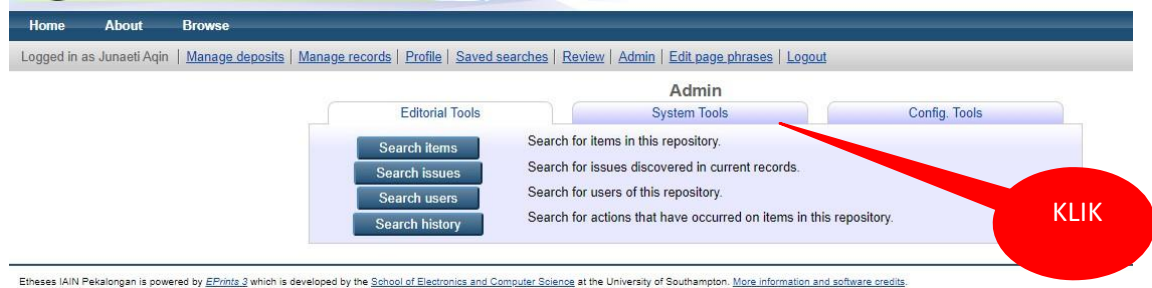 Home About Browse
Logged in as Junaeti Aqin | Manage deposits | Manage records | Profile | Saved searches | Review | Admin | Edit page phrases | Logout
Admin
Editorial Tools System Tools Config. Tools
Search items Search for items in this repository.
Search issues Search for issues discovered in current records.
Search users Search for users of this repository.
Search history Search for actions that have occurred on items in this repository.
KLIK
Etheses IAIN Pekalongan is powered by EPrints 3 which is developed by the School of Electronics and Computer Science at the University of Southampton. More information and software credits.